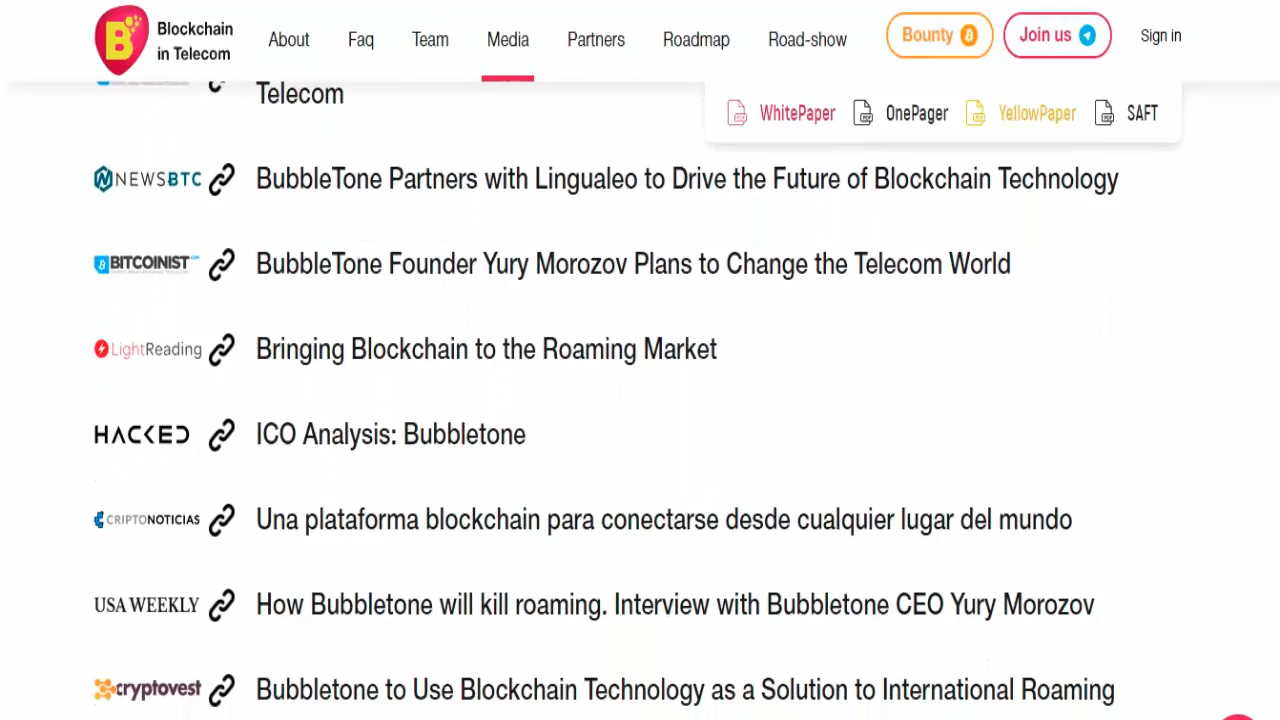 Blockchain
in Telecom
About
Faq
Team
Media
Partners
Roadmap
Road-show
Bounty
Join us
Sign in
Telecom
WhitePaper
OnePager
YellowPaper
SAFT
NEWSBTC
BubbleTone Partners with Lingualeo to Drive the Future of Blockchain Technology
BITCOINIST
BubbleTone Founder Yury Morozov Plans to Change the Telecom World
LightReading
Bringing Blockchain to the Roaming Market
HACKED
ICO Analysis: Bubbletone
CRIPTONOTICIAS
Una plataforma blockchain para conectarse desde cualquier lugar del mundo
USA WEEKLY
How Bubbletone will kill roaming. Interview with Bubbletone CEO Yury Morozov
cryptovest
Bubbletone to Use Blockchain Technology as a Solution to International Roaming